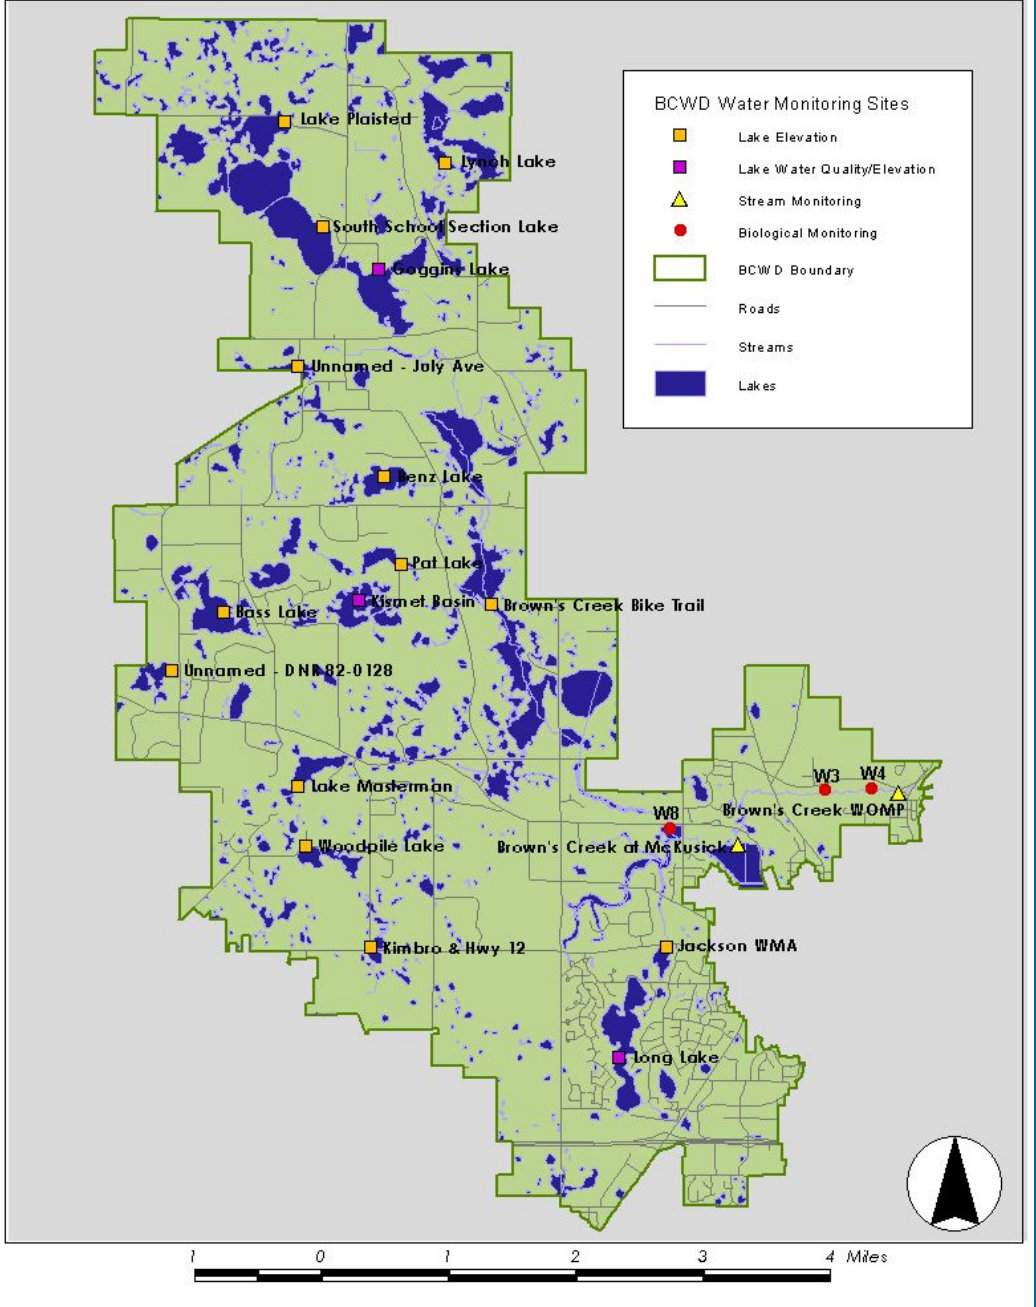 BCWD Water Monitoring Sites
Lake Elevation
Lake Water Quality/Elevation
Stream Monitoring
Biological Monitoring
BCWD Boundary
Roads
Streams
Lakes
Lake Plaisted
Lynch Lake
South School Section Lake
Goggins Lake
Unnamed - July Ave
Benz Lake
Pat Lake
Kismet Basin
Brown's Creek Bike Trail
Bass Lake
Unnamed - DNR 82-0128
W3 W4
Lake Masterman
Brown's Creek WOMP
W8
Woodpile Lake
Brown's Creek at McKusick
Kimbro & Hwy 12
Jackson WMA
Long Lake
1 0 1 2 3 4 Miles